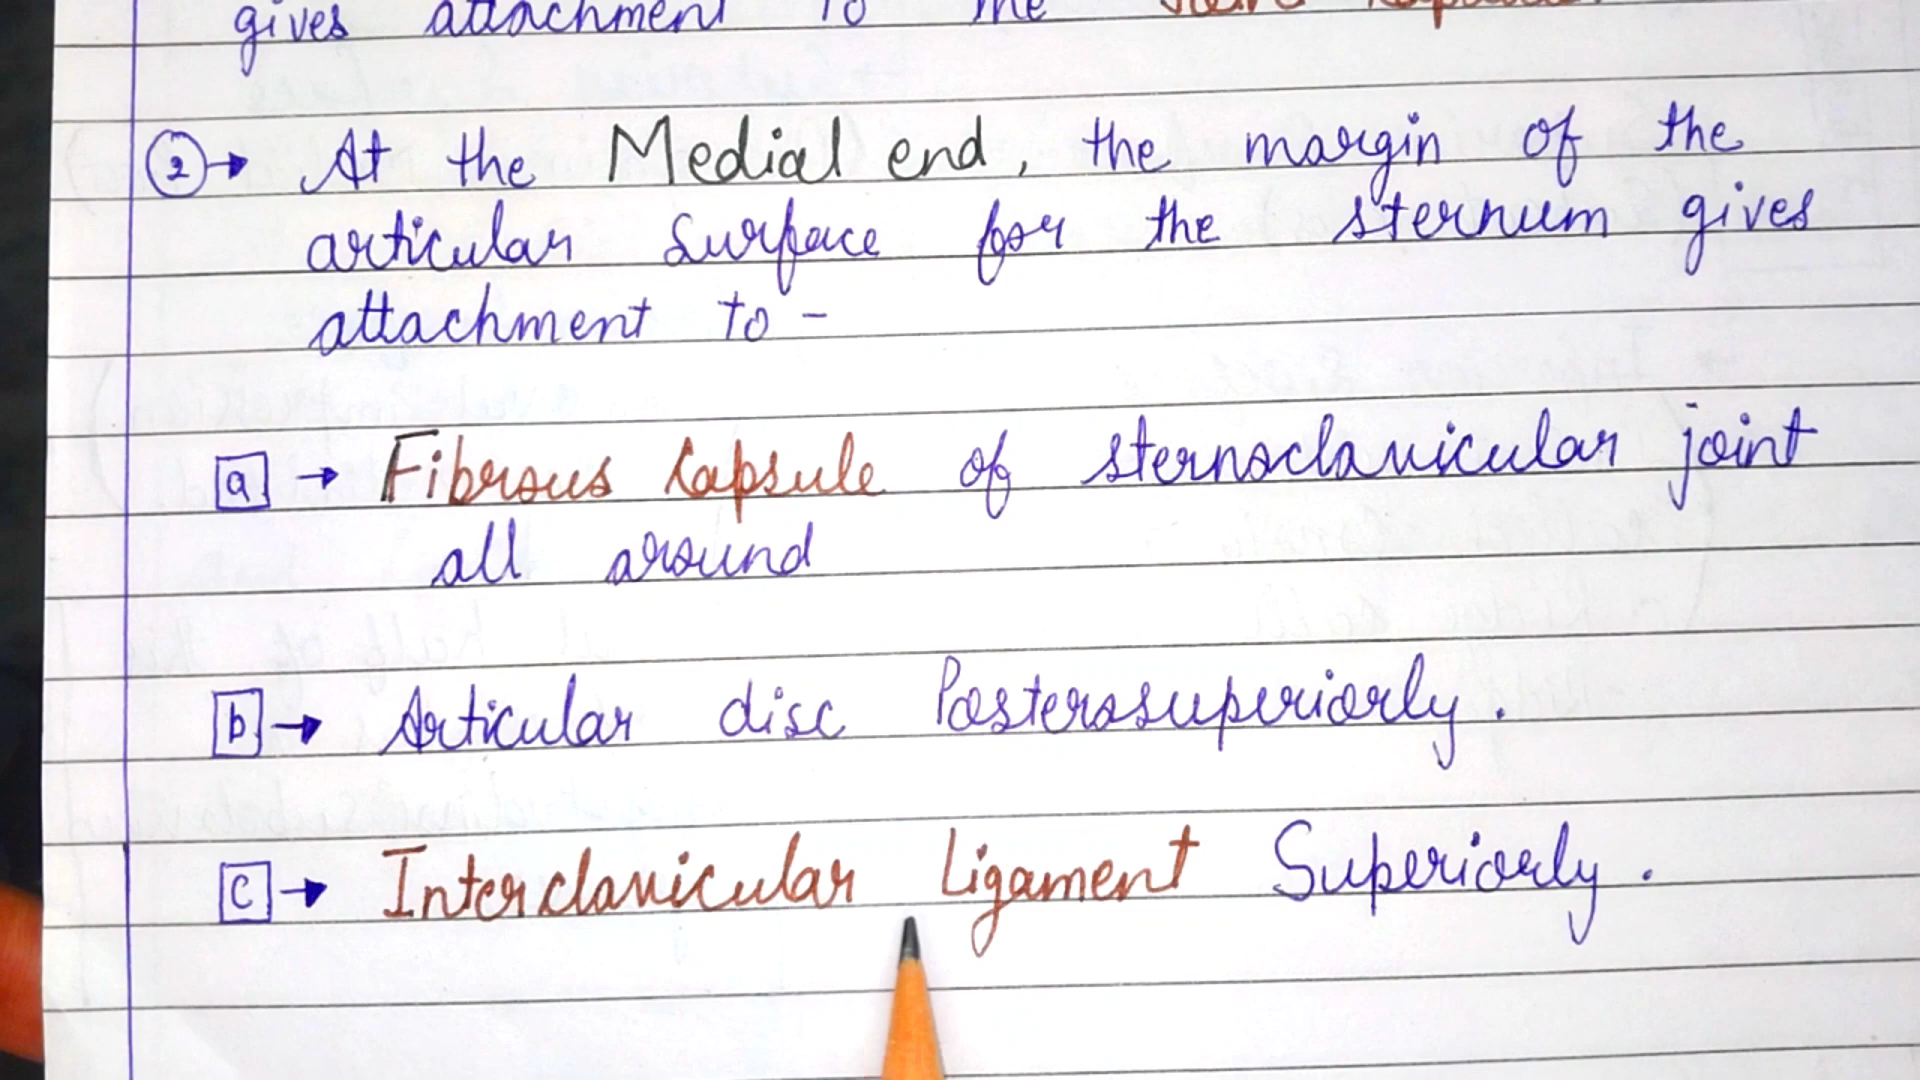 gives attachment to the
② → At the Medial end, the margin of the
articular surface for the sternum gives
attachment to -
a → Fibrous Capsule of sternoclavicular joint
all around
b → Articular disc Posterosuperiorly.
c → Interclavicular Ligament Superiorly.